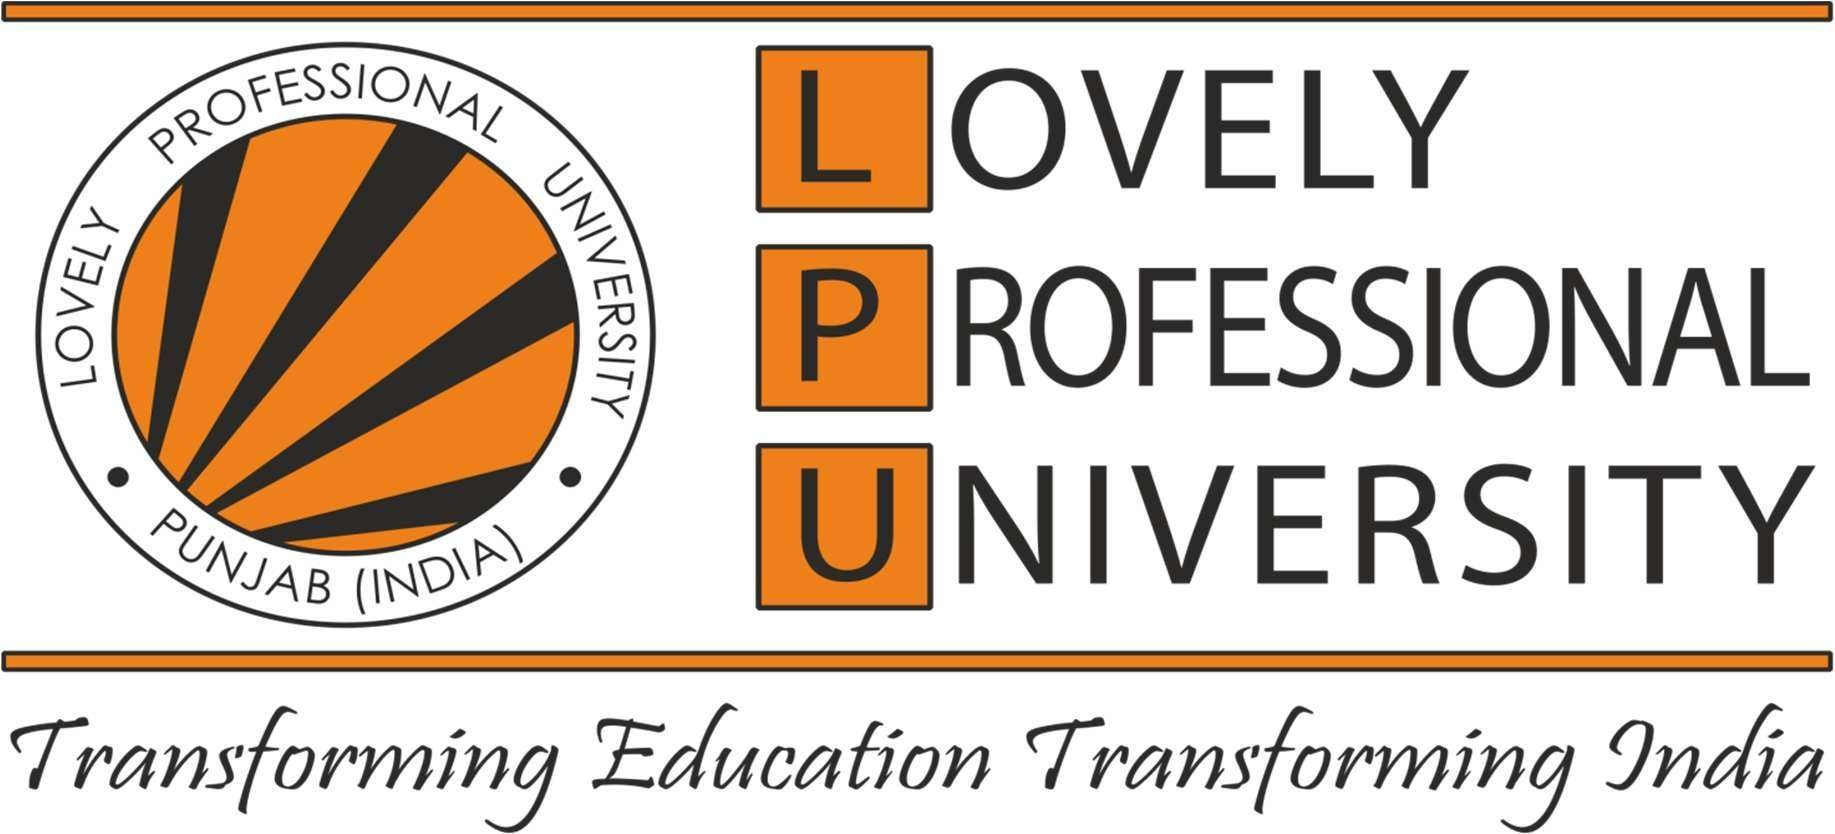 LOVELY PROFESSIONAL UNIVERSITY
• PUNJAB (INDIA) •
LOVELY
PROFESSIONAL
UNIVERSITY
Transforming Education Transforming India